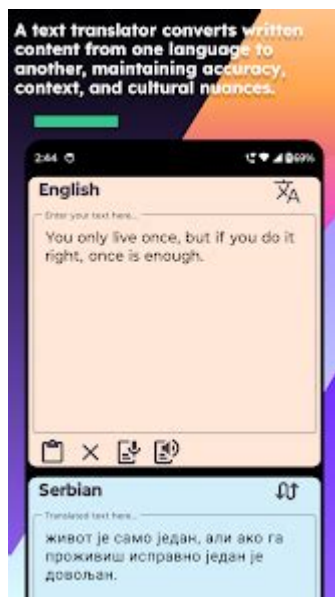 A text translator converts written
content from one language to
another, maintaining accuracy,
context, and cultural nuances.
2:44
69%
English
Enter your text here...
You only live once, but if you do it
right, once is enough.
Serbian
Translated text here...
живот је само један, али ако га
проживиш исправно један је
довољан.